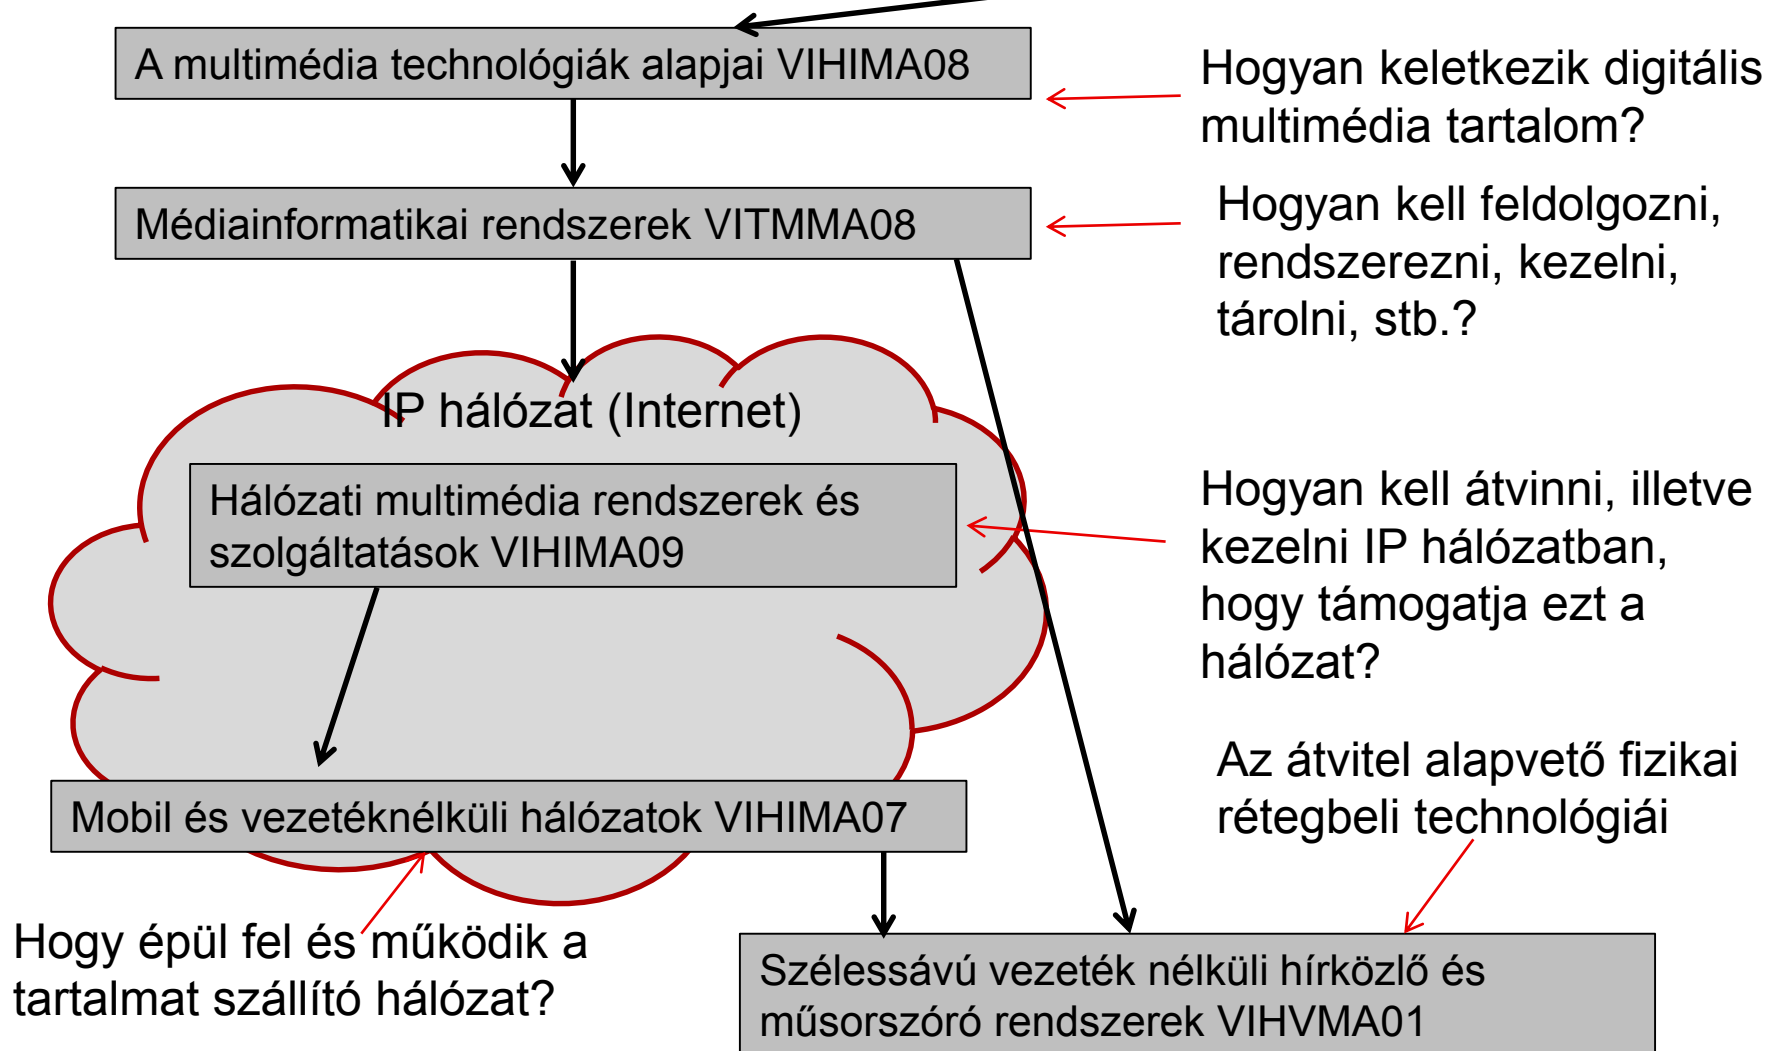 A multimédia technológiák alapjai VIHIMA08
Hogyan keletkezik digitális
multimédia tartalom?
Médiainformatikai rendszerek VITMMA08
Hogyan kell feldolgozni,
rendszerezni, kezelni,
tárolni, stb.?
IP hálózat (Internet)
Hálózati multimédia rendszerek és
szolgáltatások VIHIMA09
Hogyan kell átvinni, illetve
kezelni IP hálózatban,
hogy támogatja ezt a
hálózat?
Mobil és vezetéknélküli hálózatok VIHIMA07
Az átvitel alapvető fizikai
rétegbeli technológiái
Hogy épül fel és működik a
tartalmat szállító hálózat?
Szélessávú vezeték nélküli hírközlő és
műsorszóró rendszerek VIHVMA01